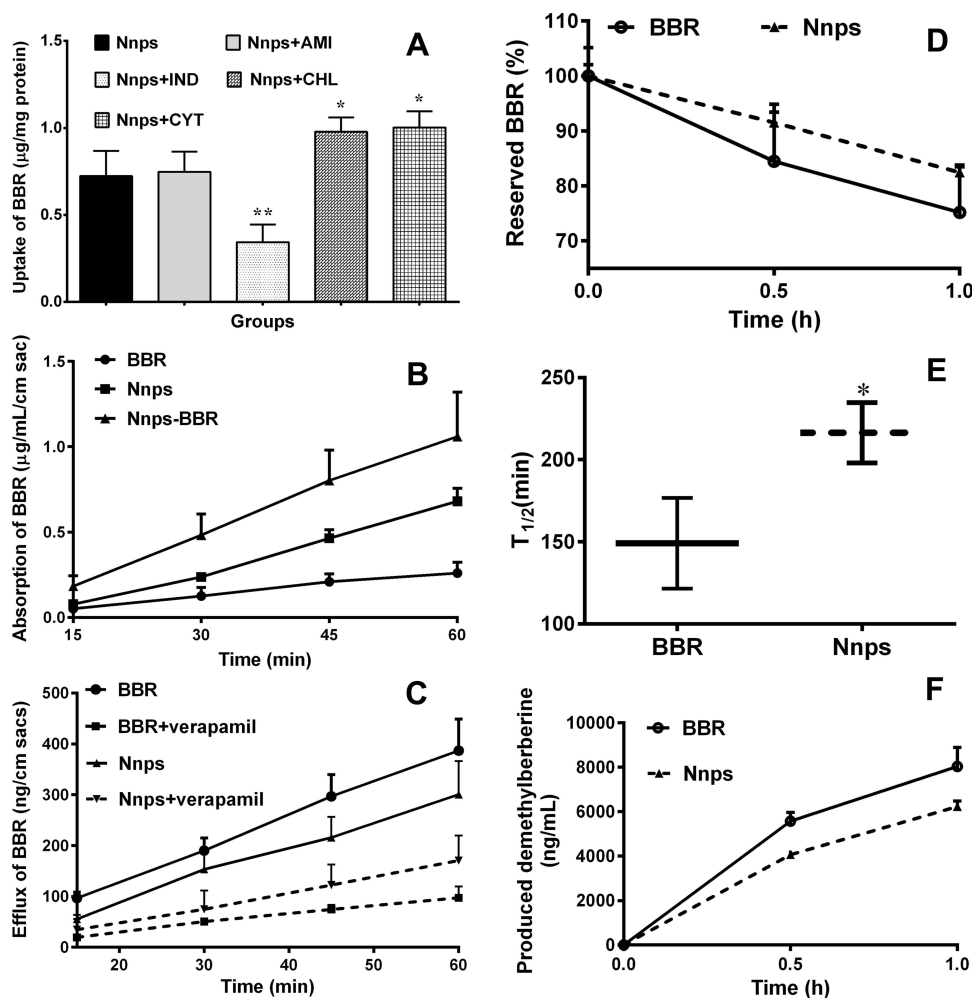 A
Nnps
Nnps+AMI
Nnps+IND
Nnps+CHL
Nnps+CYT
Uptake of BBR (μg/mg protein)
1.5
1.0
0.5
0.0
**
*
*
Groups
B
BBR
Nnps
Nnps-BBR
Absorption of BBR (μg/mL/cm sac)
1.5
1.0
0.5
0.0
15
30
45
60
Time (min)
C
BBR
BBR+verapamil
Nnps
Nnps+verapamil
Efflux of BBR (ng/cm sacs)
500
400
300
200
100
0
20
30
40
50
60
Time (min)
D
BBR
Nnps
Reserved BBR (%)
110
100
90
80
70
0.0
0.5
1.0
Time (h)
E
T1/2(min)
250
200
150
100
*
BBR
Nnps
F
BBR
Nnps
Produced demethylberberine
(ng/mL)
10000
8000
6000
4000
2000
0
0.0
0.5
1.0
Time (h)